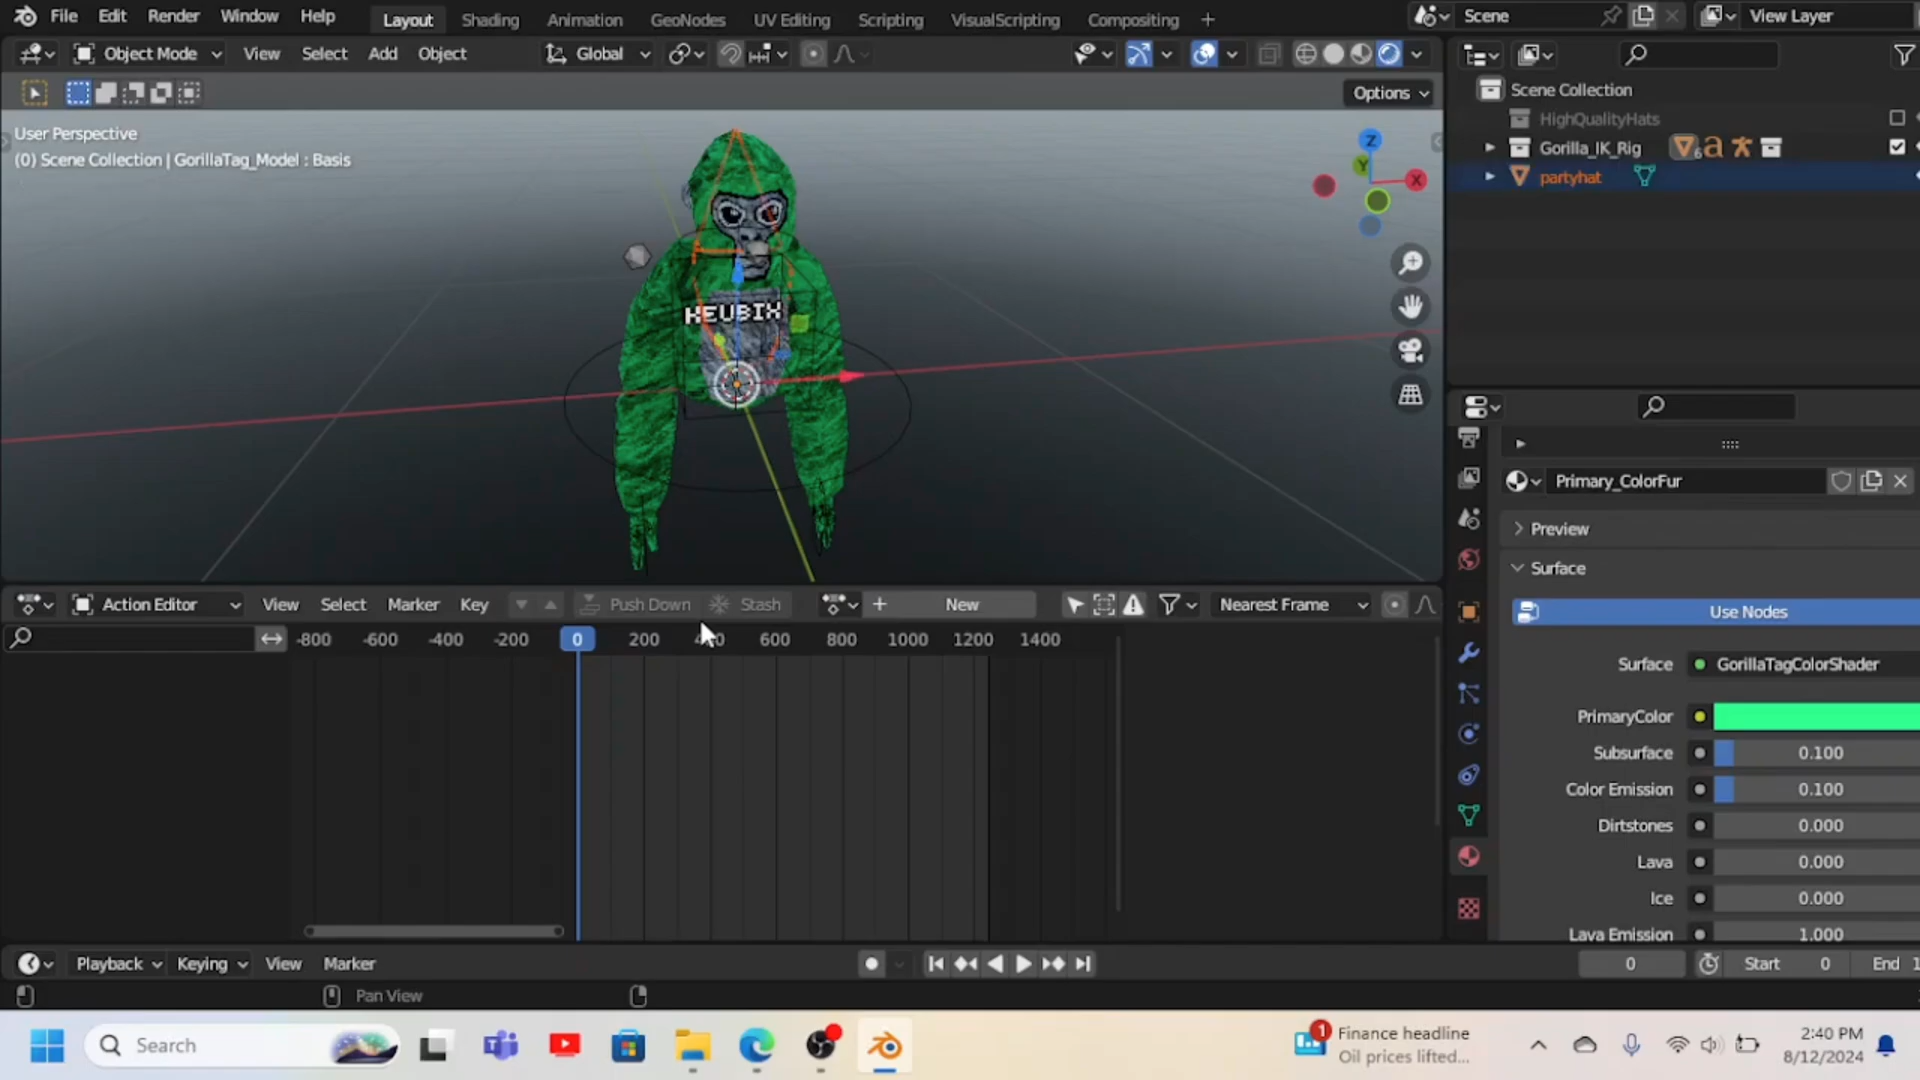 File Edit Render Window Help Layout Shading Animation GeoNodes UV Editing Scripting VisualScripting Compositing + Scene View Layer
Object Mode View Select Add Object Global
Options
User Perspective
(0) Scene Collection | GorillaTag_Model : Basis
Z
Y
X
KEUBIX
Scene Collection
HighQualityHats
Gorilla_IK_Rig
6
partyhat
Primary_ColorFur
Preview
Surface
Use Nodes
Surface GorillaTagColorShader
PrimaryColor
Subsurface 0.100
Color Emission 0.100
Dirtstones 0.000
Lava 0.000
Ice 0.000
Lava Emission 1.000
Action Editor View Select Marker Key Push Down Stash New Nearest Frame
-800 -600 -400 -200 0 200 600 800 1000 1200 1400
Playback Keying View Marker 0 Start 0 End 1
Pan View
Search
1
Finance headline
Oil prices lifted...
2:40 PM
8/12/2024